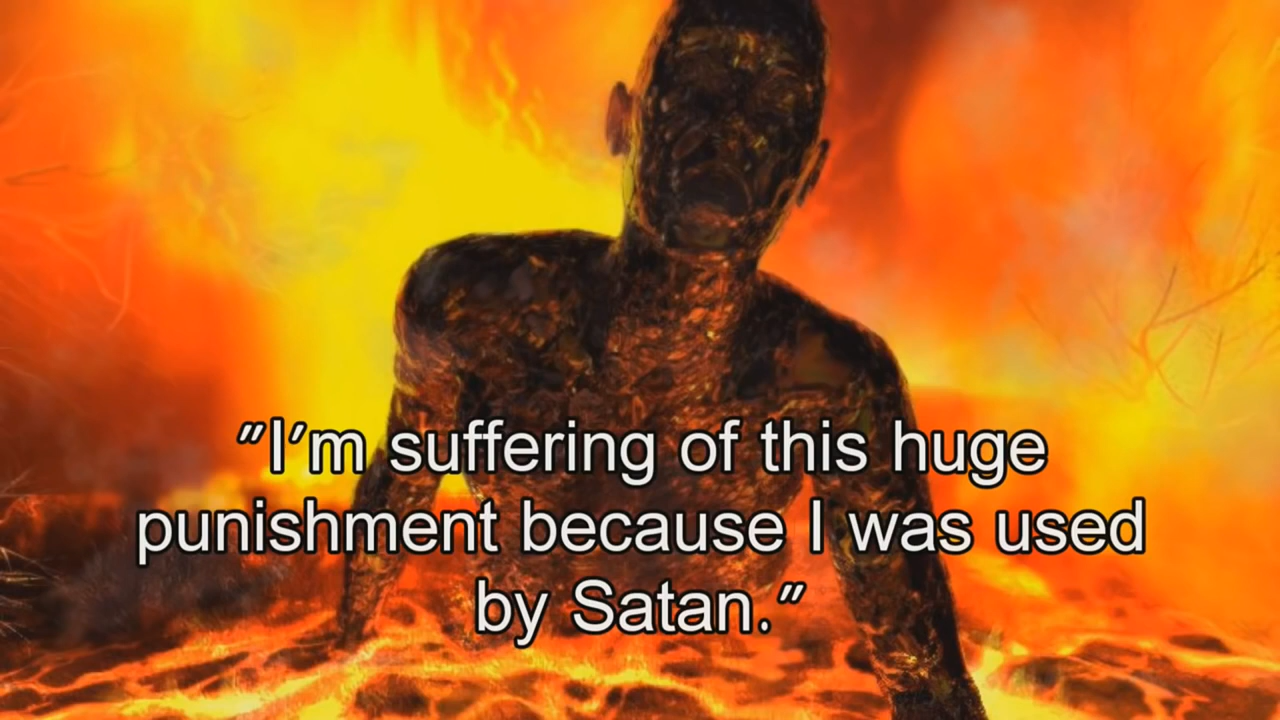 "I'm suffering of this huge
punishment because I was used
by Satan."